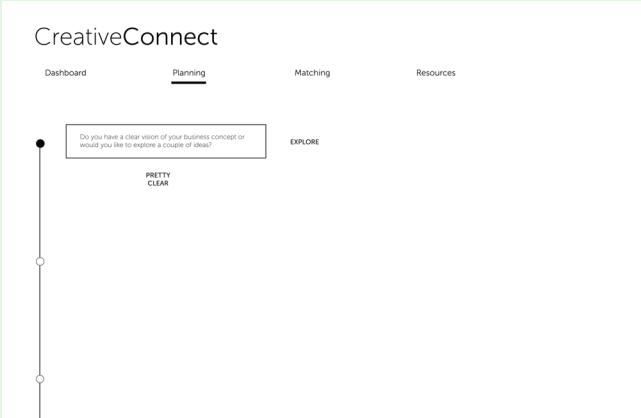 CreativeConnect
Dashboard Planning Matching Resources
Do you have a clear vision of your business concept or
would you like to explore a couple of ideas?
EXPLORE
PRETTY
CLEAR